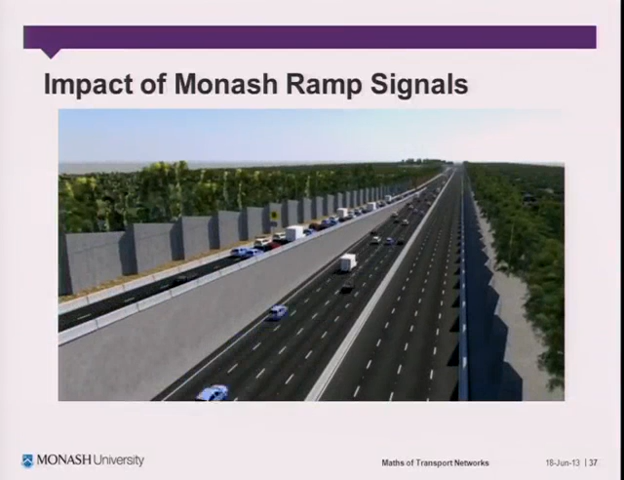 Impact of Monash Ramp Signals
MONASH University
Maths of Transport Networks
18-Jun-13 | 37